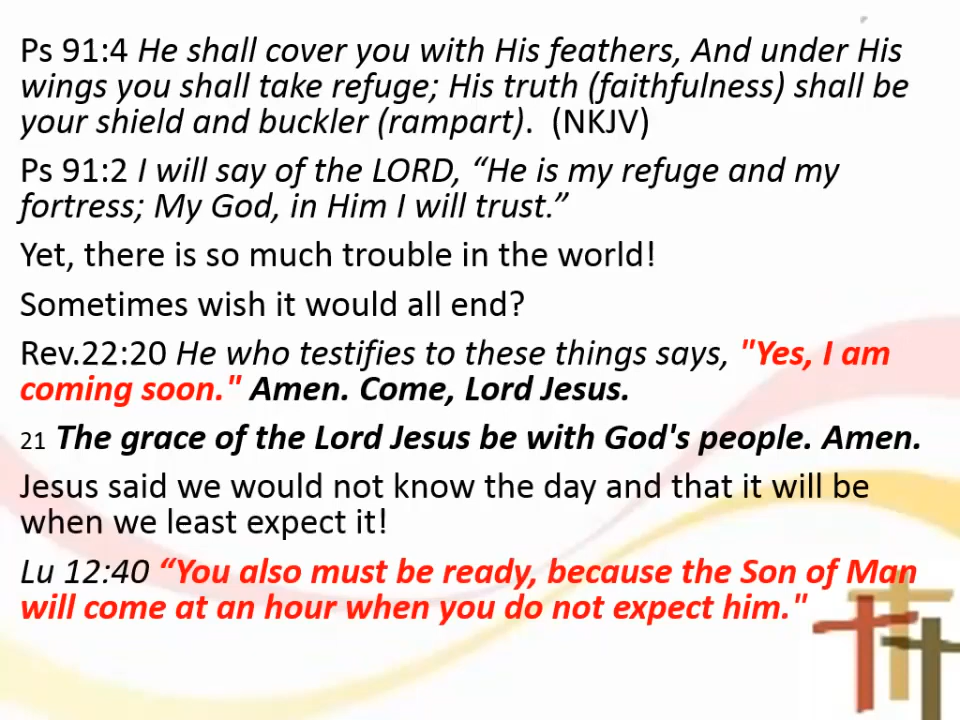 Ps 91:4 He shall cover you with His feathers, And under His
wings you shall take refuge; His truth (faithfulness) shall be
your shield and buckler (rampart).  (NKJV)
Ps 91:2 I will say of the LORD, “He is my refuge and my
fortress; My God, in Him I will trust.”
Yet, there is so much trouble in the world!
Sometimes wish it would all end?
Rev.22:20 He who testifies to these things says, "Yes, I am
coming soon." Amen. Come, Lord Jesus.
21 The grace of the Lord Jesus be with God's people. Amen.
Jesus said we would not know the day and that it will be
when we least expect it!
Lu 12:40 “You also must be ready, because the Son of Man
will come at an hour when you do not expect him."